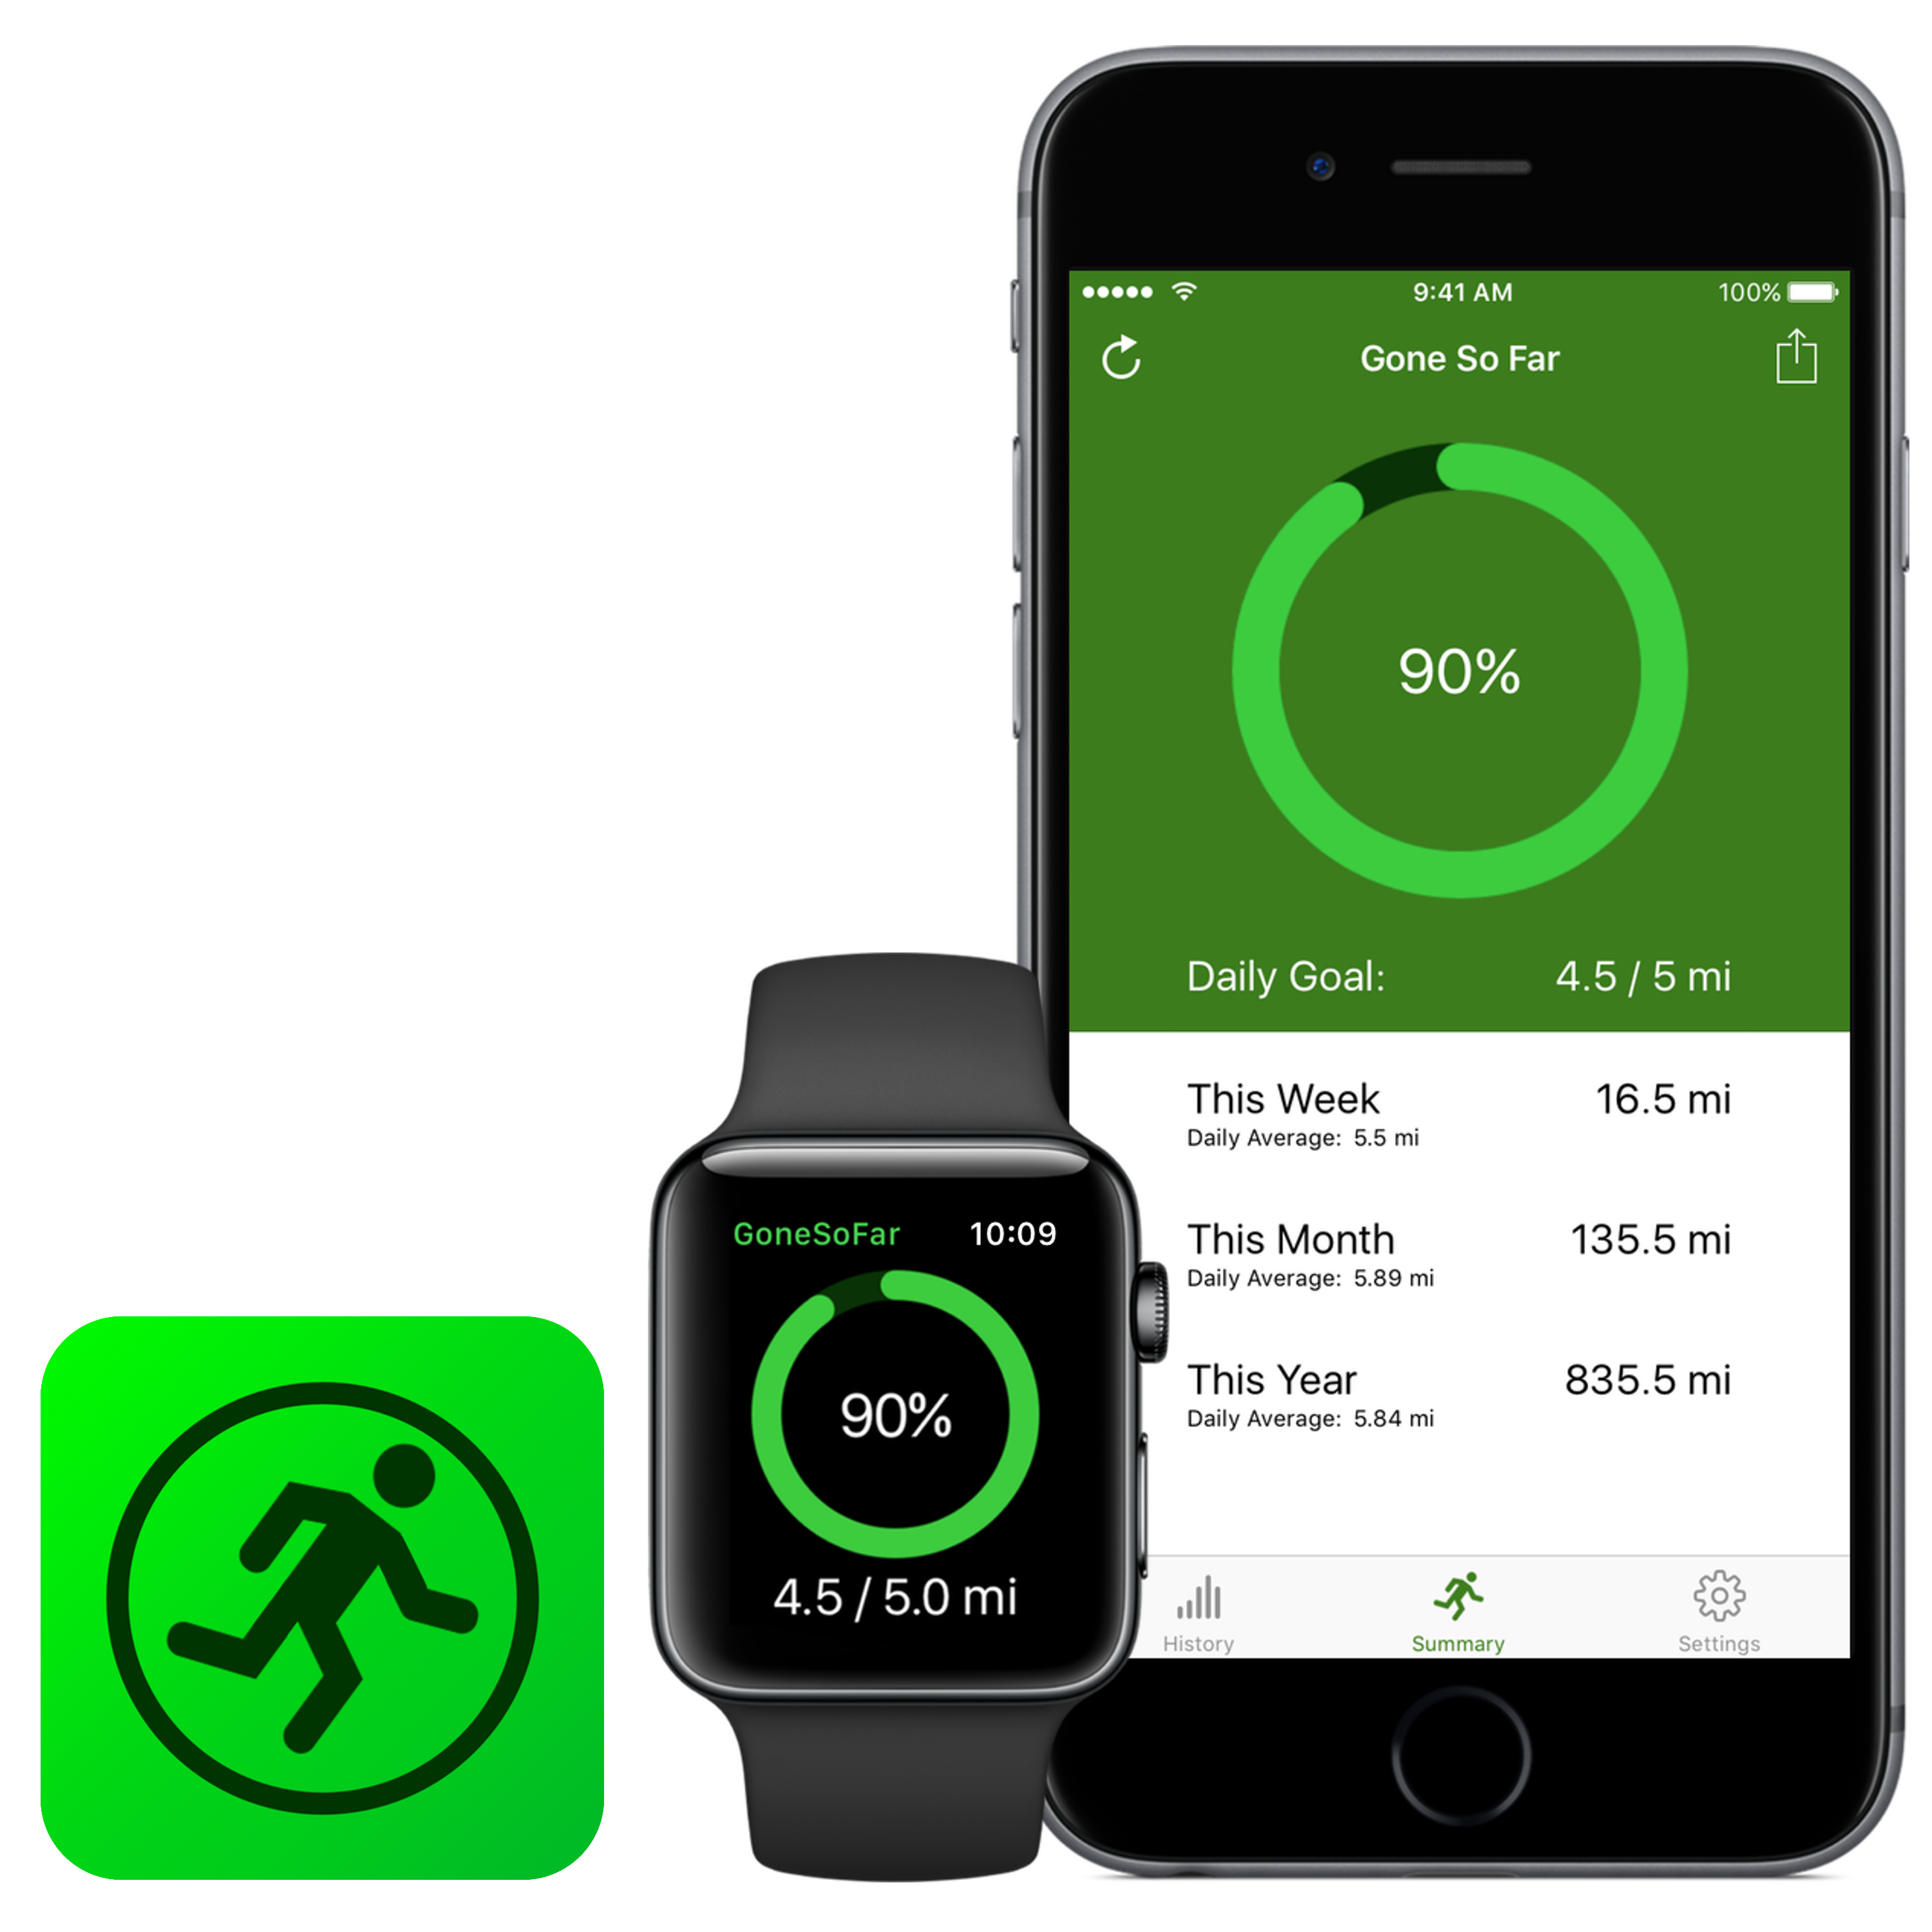 9:41 AM 100%
Gone So Far
90%
Daily Goal: 4.5 / 5 mi
This Week 16.5 mi
Daily Average: 5.5 mi
This Month 135.5 mi
Daily Average: 5.89 mi
This Year 835.5 mi
Daily Average: 5.84 mi
History Summary Settings
GoneSoFar 10:09
90%
4.5 / 5.0 mi